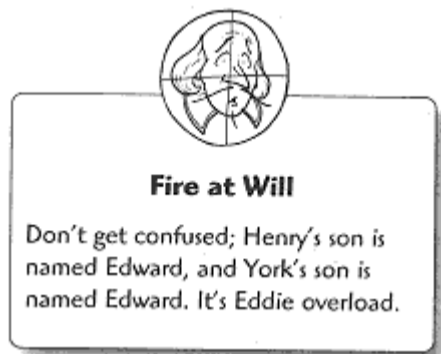 Fire at Will
Don't get confused; Henry's son is
named Edward, and York's son is
named Edward. It's Eddie overload.